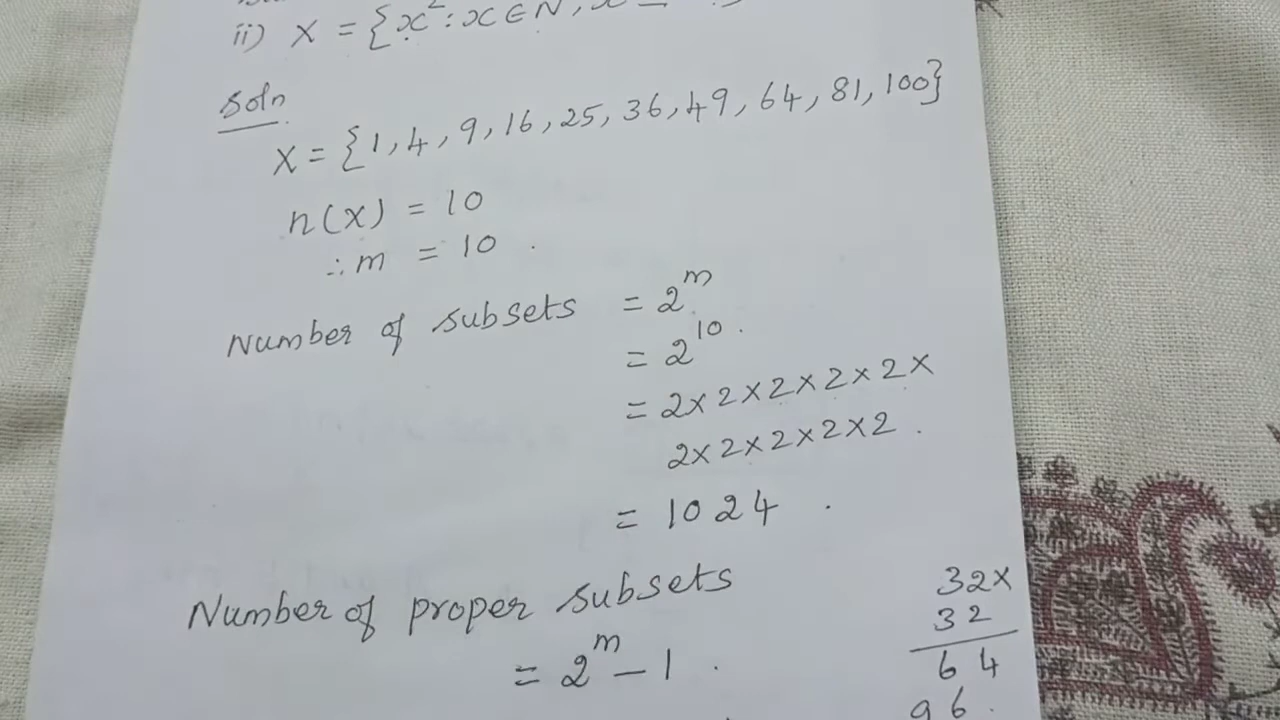 ii) X = {x² : x ∈ N, x
Soln
X = {1, 4, 9, 16, 25, 36, 49, 64, 81, 100}
n(X) = 10
∴ m = 10 .
Number of subsets = 2^m
= 2^10 .
= 2 × 2 × 2 × 2 × 2 ×
2 × 2 × 2 × 2 × 2 .
= 1024 .
Number of proper subsets
= 2^m − 1 .
32 ×
32
64
96 .